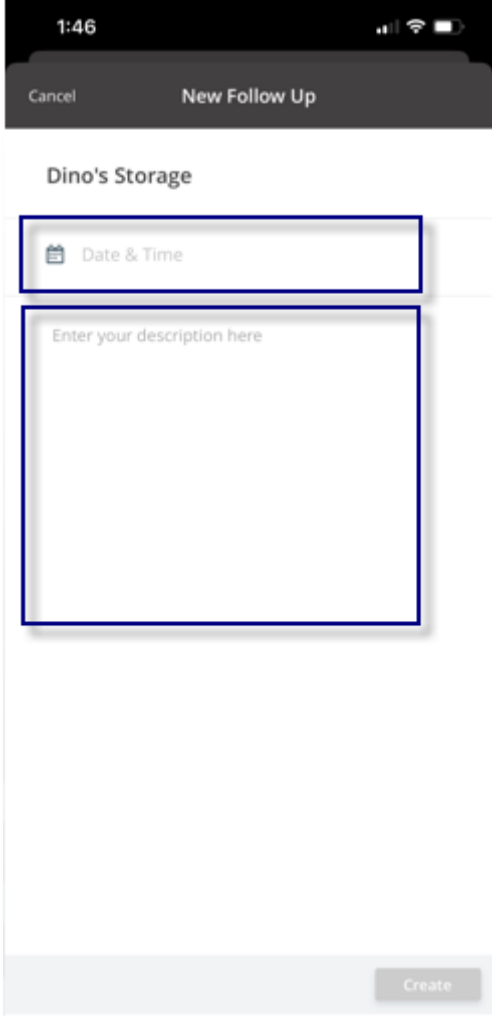 1:46
Cancel New Follow Up
Dino's Storage
Date & Time
Enter your description here
Create